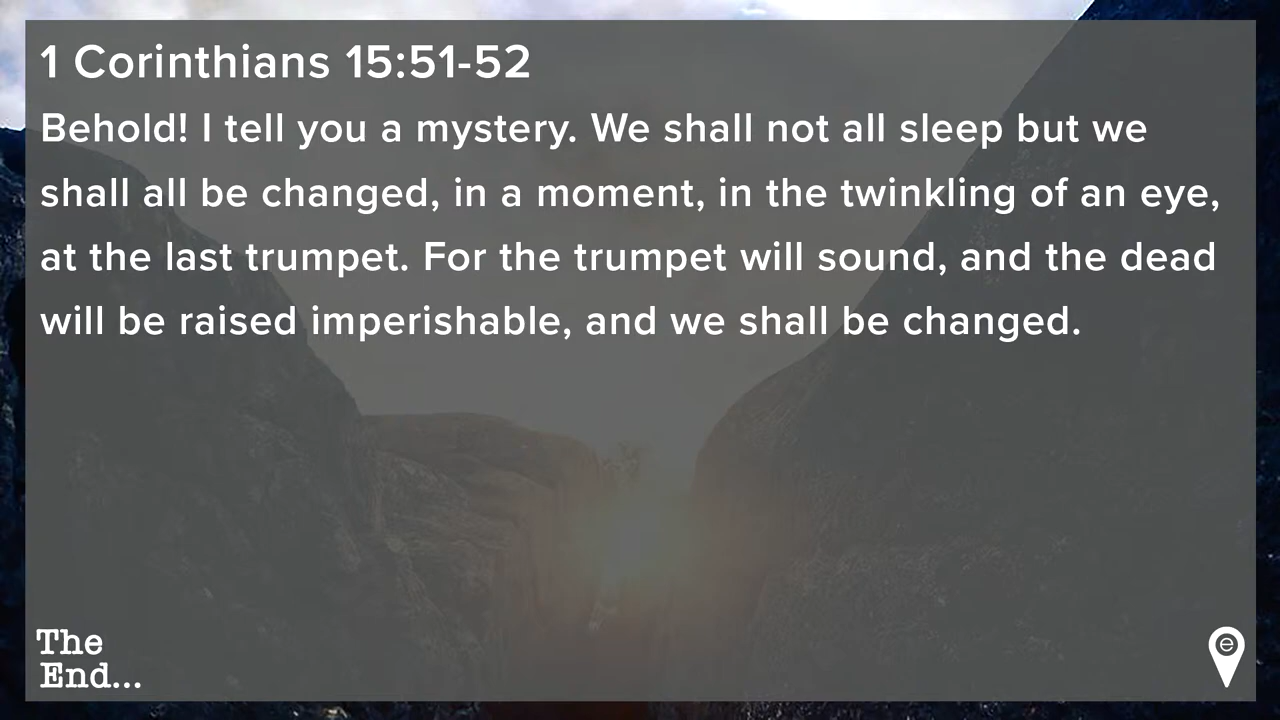 1 Corinthians 15:51-52
Behold! I tell you a mystery. We shall not all sleep but we
shall all be changed, in a moment, in the twinkling of an eye,
at the last trumpet. For the trumpet will sound, and the dead
will be raised imperishable, and we shall be changed.
The
End...
e